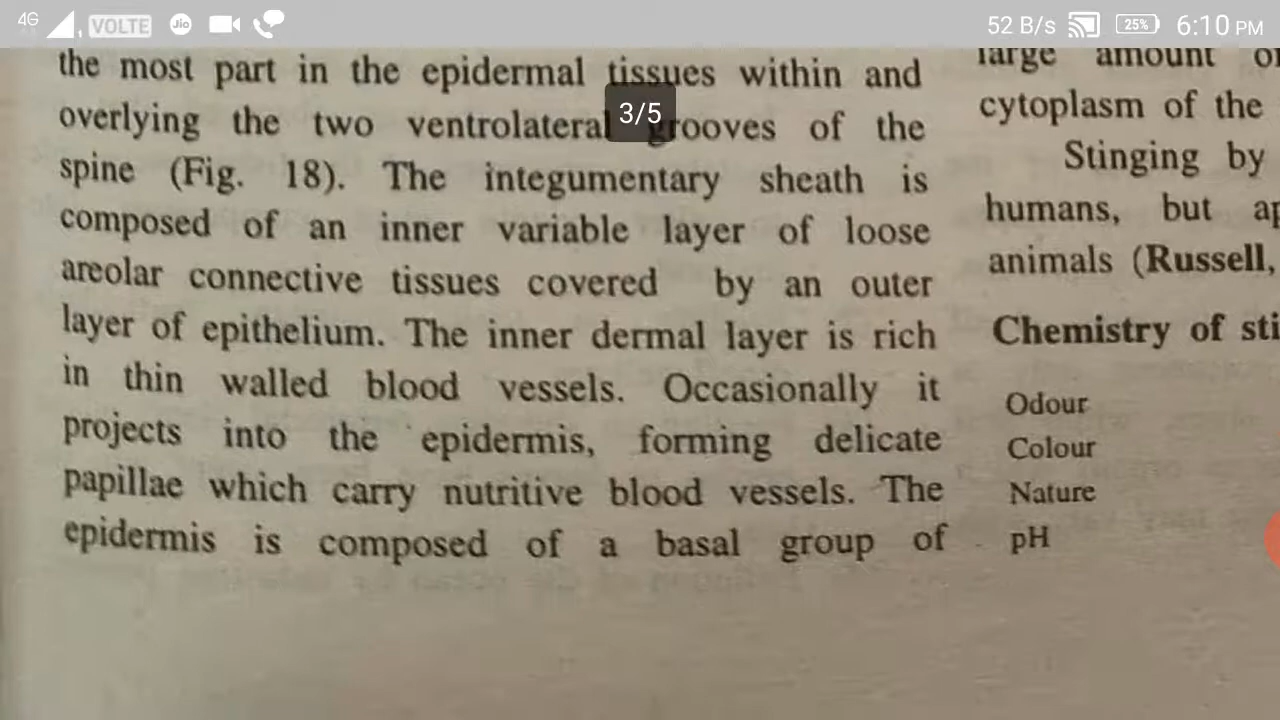 4G VOLTE Jio 52 B/s 25% 6:10 PM
3/5
the most part in the epidermal tissues within and
overlying the two ventrolateral grooves of the
spine (Fig. 18). The integumentary sheath is
composed of an inner variable layer of loose
areolar connective tissues covered by an outer
layer of epithelium. The inner dermal layer is rich
in thin walled blood vessels. Occasionally it
projects into the epidermis, forming delicate
papillae which carry nutritive blood vessels. The
epidermis is composed of a basal group of
large amount
cytoplasm of the
Stinging by
humans, but
animals (Russell,
Chemistry of
Odour
Colour
Nature
pH